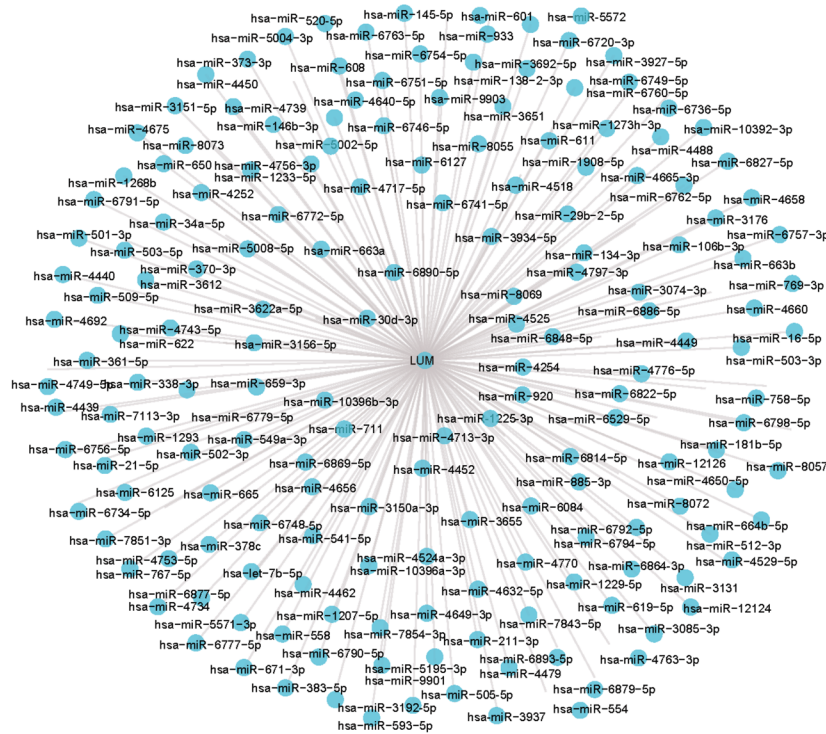 hsa-miR-145-5p
hsa-miR-601
hsa-miR-5572
hsa-miR-520-5p
hsa-miR-5004-3p
hsa-miR-6763-5p
hsa-miR-933
hsa-miR-6720-3p
hsa-miR-373-3p
hsa-miR-608
hsa-miR-6754-5p
hsa-miR-3692-5p
hsa-miR-3927-5p
hsa-miR-4450
hsa-miR-6751-5p
hsa-miR-138-2-3p
hsa-miR-6749-5p
hsa-miR-6760-5p
hsa-miR-3151-5p
hsa-miR-4739
hsa-miR-4640-5p
hsa-miR-9903
hsa-miR-3651
hsa-miR-6736-5p
hsa-miR-4675
hsa-miR-146b-3p
hsa-miR-6746-5p
hsa-miR-1273h-3p
hsa-miR-10392-3p
hsa-miR-8073
hsa-miR-5002-5p
hsa-miR-8055
hsa-miR-611
hsa-miR-4488
hsa-miR-650
hsa-miR-4756-3p
hsa-miR-6127
hsa-miR-1908-5p
hsa-miR-6827-5p
hsa-miR-1268b
hsa-miR-1233-5p
hsa-miR-4665-3p
hsa-miR-6791-5p
hsa-miR-4252
hsa-miR-4717-5p
hsa-miR-4518
hsa-miR-6762-5p
hsa-miR-4658
hsa-miR-34a-5p
hsa-miR-6772-5p
hsa-miR-6741-5p
hsa-miR-29b-2-5p
hsa-miR-3176
hsa-miR-501-3p
hsa-miR-3934-5p
hsa-miR-6757-3p
hsa-miR-503-5p
hsa-miR-5008-5p
hsa-miR-663a
hsa-miR-134-3p
hsa-miR-106b-3p
hsa-miR-663b
hsa-miR-4440
hsa-miR-370-3p
hsa-miR-3612
hsa-miR-6890-5p
hsa-miR-4797-3p
hsa-miR-769-3p
hsa-miR-509-5p
hsa-miR-8069
hsa-miR-3074-3p
hsa-miR-4692
hsa-miR-3622a-5p
hsa-miR-30d-3p
hsa-miR-4525
hsa-miR-6886-5p
hsa-miR-4660
hsa-miR-4743-5p
hsa-miR-622
hsa-miR-3156-5p
hsa-miR-6848-5p
hsa-miR-4449
hsa-miR-16-5p
hsa-miR-361-5p
LUM
hsa-miR-4254
hsa-miR-4776-5p
hsa-miR-503-3p
hsa-miR-4749-5p
hsa-miR-338-3p
hsa-miR-659-3p
hsa-miR-4439
hsa-miR-10396b-3p
hsa-miR-920
hsa-miR-6822-5p
hsa-miR-758-5p
hsa-miR-7113-3p
hsa-miR-6779-5p
hsa-miR-1225-3p
hsa-miR-6529-5p
hsa-miR-6798-5p
hsa-miR-6756-5p
hsa-miR-1293
hsa-miR-549a-3p
hsa-miR-711
hsa-miR-4713-3p
hsa-miR-181b-5p
hsa-miR-21-5p
hsa-miR-502-3p
hsa-miR-6869-5p
hsa-miR-4452
hsa-miR-6814-5p
hsa-miR-12126
hsa-miR-8057
hsa-miR-6125
hsa-miR-665
hsa-miR-4656
hsa-miR-885-3p
hsa-miR-4650-5p
hsa-miR-6734-5p
hsa-miR-3150a-3p
hsa-miR-6084
hsa-miR-8072
hsa-miR-6748-5p
hsa-miR-3655
hsa-miR-6792-5p
hsa-miR-664b-5p
hsa-miR-7851-3p
hsa-miR-378c
hsa-miR-541-5p
hsa-miR-6794-5p
hsa-miR-512-3p
hsa-miR-4753-5p
hsa-miR-767-5p
hsa-let-7b-5p
hsa-miR-4524a-3p
hsa-miR-10396a-3p
hsa-miR-4770
hsa-miR-6864-3p
hsa-miR-4529-5p
hsa-miR-6877-5p
hsa-miR-4734
hsa-miR-4462
hsa-miR-4632-5p
hsa-miR-1229-5p
hsa-miR-3131
hsa-miR-5571-3p
hsa-miR-1207-5p
hsa-miR-4649-3p
hsa-miR-7843-5p
hsa-miR-619-5p
hsa-miR-12124
hsa-miR-6777-5p
hsa-miR-558
hsa-miR-7854-3p
hsa-miR-211-3p
hsa-miR-3085-3p
hsa-miR-671-3p
hsa-miR-6790-5p
hsa-miR-5195-3p
hsa-miR-6893-5p
hsa-miR-4763-3p
hsa-miR-9901
hsa-miR-4479
hsa-miR-383-5p
hsa-miR-505-5p
hsa-miR-6879-5p
hsa-miR-3192-5p
hsa-miR-3937
hsa-miR-554
hsa-miR-593-5p